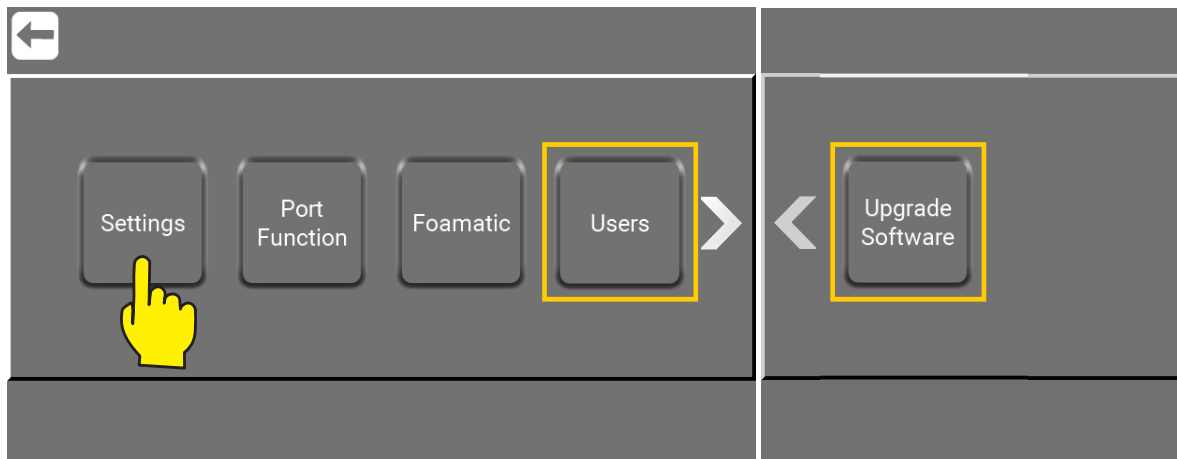 Settings
Port
Function
Foamatic
Users
Upgrade
Software